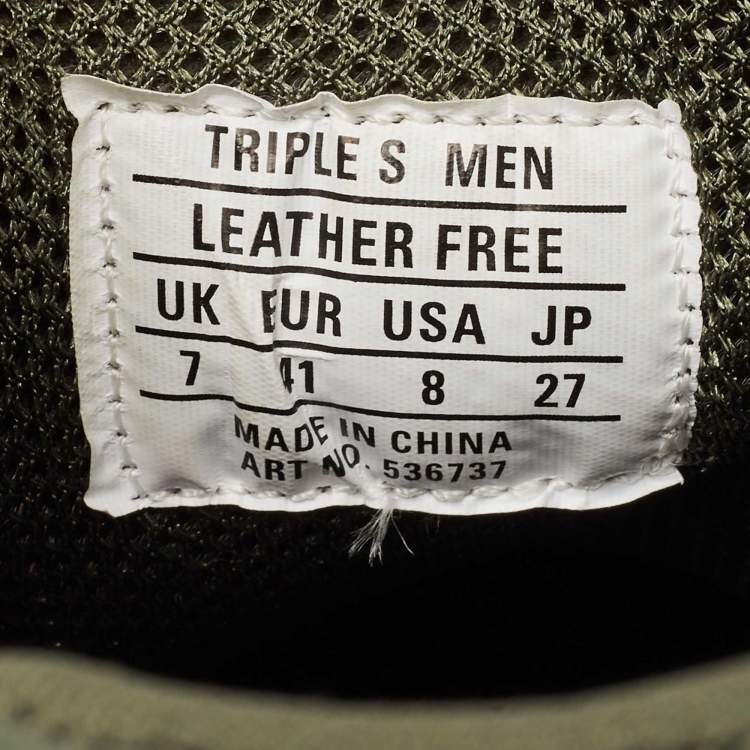 TRIPLE S MEN
LEATHER FREE
UK EUR USA JP
7 41 8 27
MADE IN CHINA
ART NO. 536737